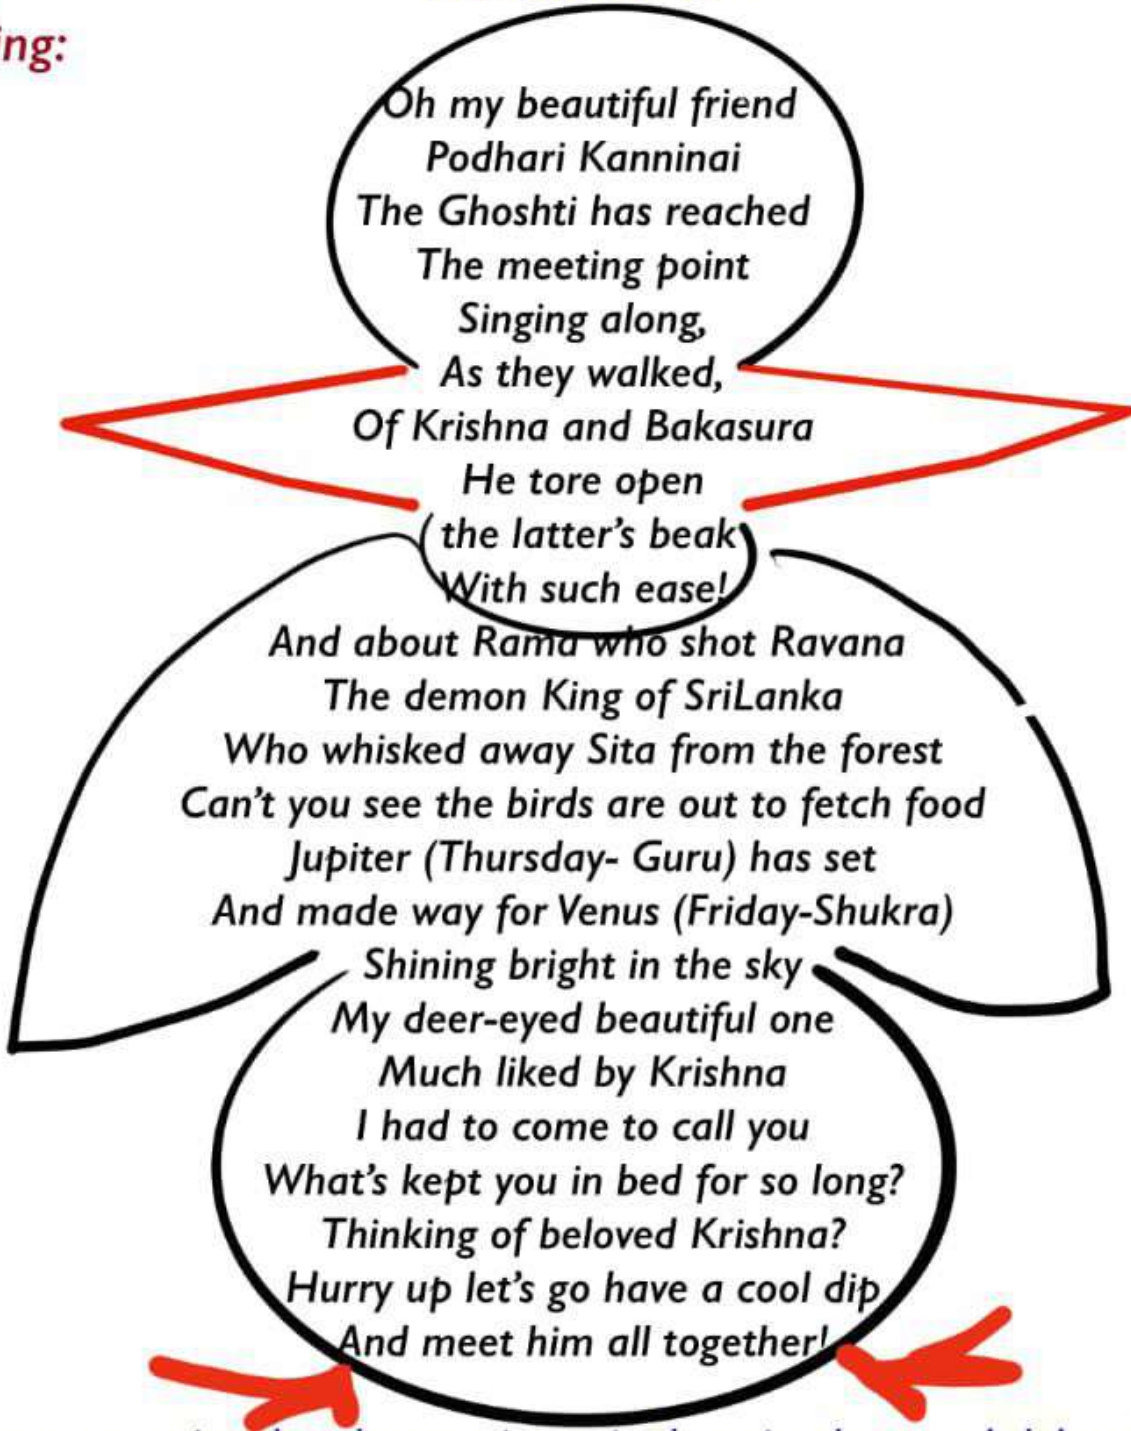 ing:
Oh my beautiful friend
Podhari Kanninai
The Ghoshti has reached
The meeting point
Singing along,
As they walked,
Of Krishna and Bakasura
He tore open
the latter's beak
With such ease!
And about Rama who shot Ravana
The demon King of SriLanka
Who whisked away Sita from the forest
Can't you see the birds are out to fetch food
Jupiter (Thursday- Guru) has set
And made way for Venus (Friday-Shukra)
Shining bright in the sky
My deer-eyed beautiful one
Much liked by Krishna
I had to come to call you
What's kept you in bed for so long?
Thinking of beloved Krishna?
Hurry up let's go have a cool dip
And meet him all together!